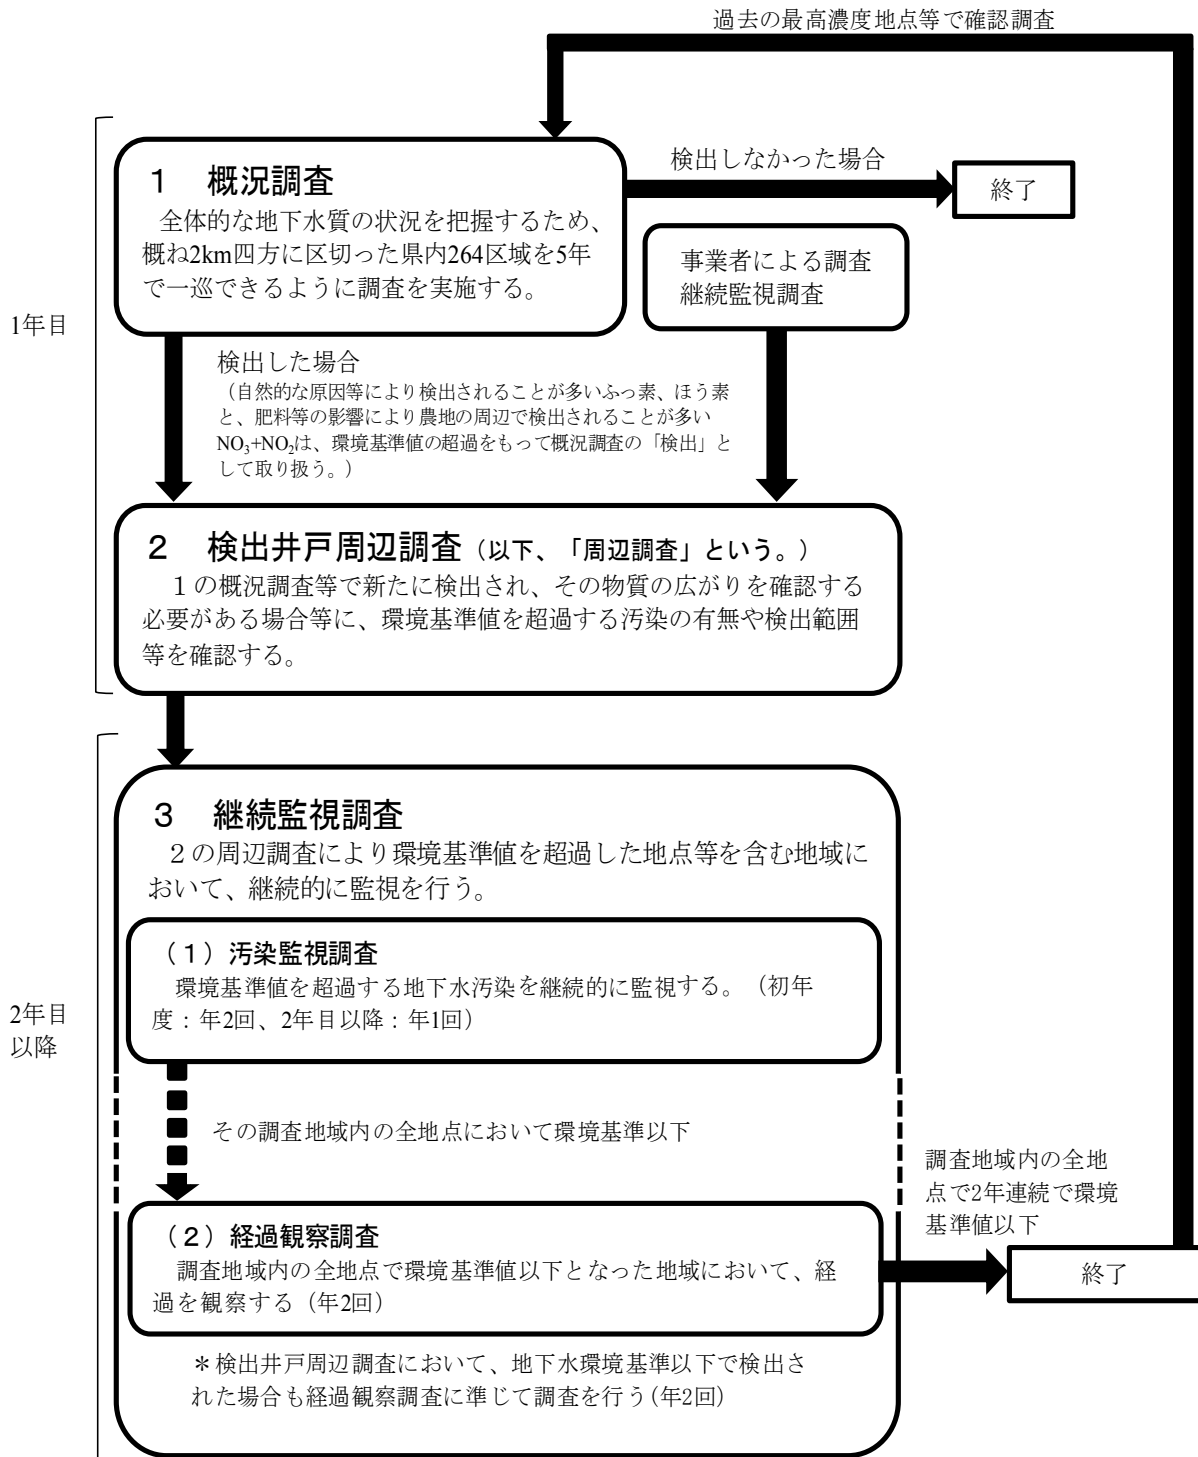 過去の最高濃度地点等で確認調査
1 概況調査
全体的な地下水質の状況を把握するため、
概ね2km四方に区切った県内264区域を5年
で一巡できるように調査を実施する。
検出しなかった場合
終了
事業者による調査
継続監視調査
1年目
検出した場合
（自然的な原因等により検出されることが多いふっ素、ほう素
と、肥料等の影響により農地の周辺で検出されることが多い
NO₃+NO₂は、環境基準値の超過をもって概況調査の「検出」と
して取り扱う。）
2 検出井戸周辺調査（以下、「周辺調査」という。）
１の概況調査等で新たに検出され、その物質の広がりを確認する
必要がある場合等に、環境基準値を超過する汚染の有無や検出範囲
等を確認する。
3 継続監視調査
２の周辺調査により環境基準値を超過した地点等を含む地域に
おいて、継続的に監視を行う。
（1）汚染監視調査
環境基準値を超過する地下水汚染を継続的に監視する。（初年
度：年2回、2年目以降：年1回）
2年目
以降
その調査地域内の全地点において環境基準以下
調査地域内の全地
点で2年連続で環境
基準値以下
（2）経過観察調査
調査地域内の全地点で環境基準値以下となった地域において、経
過を観察する（年2回）
終了
＊検出井戸周辺調査において、地下水環境基準以下で検出さ
れた場合も経過観察調査に準じて調査を行う(年2回)